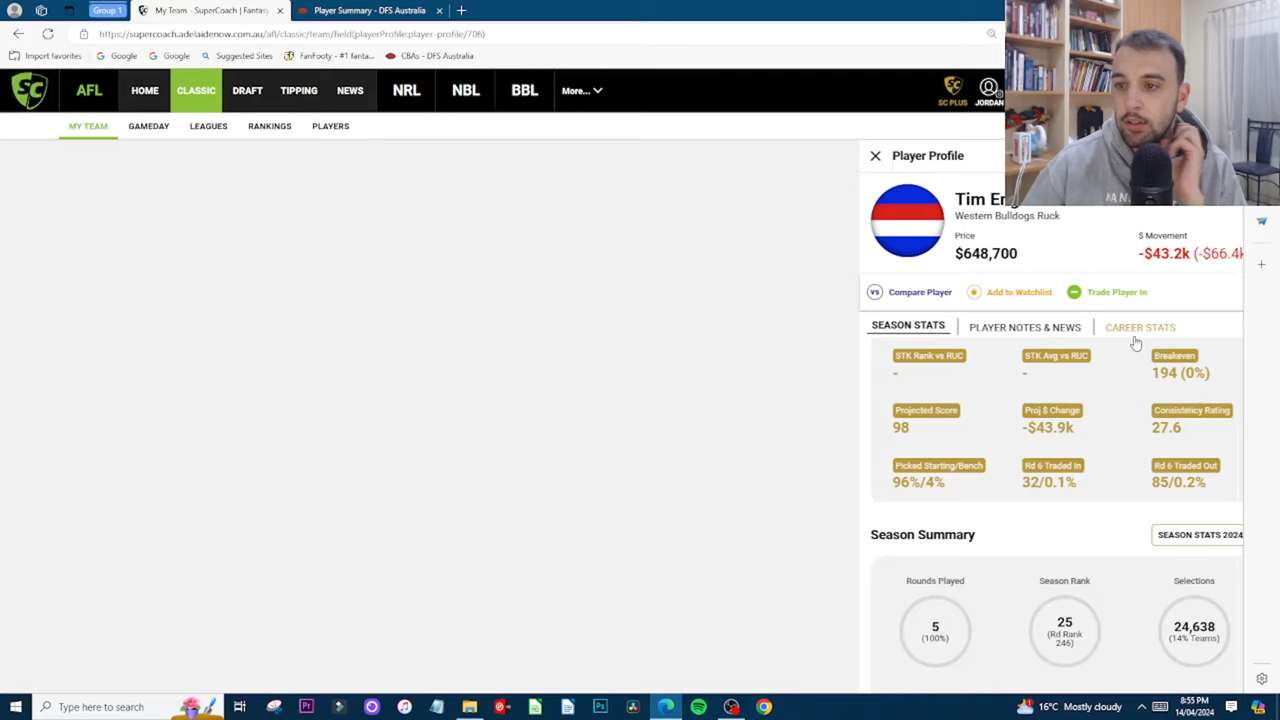 Group 1
My Team - SuperCoach | Fantasy
Player Summary - DFS Australia
https://supercoach.adelaidenow.com.au/afl/classic/team/field(playerProfile:player-profile/706)
Import favorites
Google
Google
Suggested Sites
FanFooty - #1 fanta...
CBAs - DFS Australia
SC
AFL
HOME
CLASSIC
DRAFT
TIPPING
NEWS
NRL
NBL
BBL
More...
SC PLUS
JORDAN
MY TEAM
GAMEDAY
LEAGUES
RANKINGS
PLAYERS
Player Profile
Tim Eng
Western Bulldogs Ruck
Price
$ Movement
$648,700
-$43.2k (-$66.4k
VS Compare Player
Add to Watchlist
Trade Player In
SEASON STATS
PLAYER NOTES & NEWS
CAREER STATS
STK Rank vs RUC
STK Avg vs RUC
Breakeven
-
-
194 (0%)
Projected Score
Proj $ Change
Consistency Rating
98
-$43.9k
27.6
Picked Starting/Bench
Rd 6 Traded In
Rd 6 Traded Out
96%/4%
32/0.1%
85/0.2%
Season Summary
SEASON STATS 2024
Rounds Played
Season Rank
Selections
5
(100%)
25
(Rd Rank
246)
24,638
(14% Teams)
Type here to search
16°C Mostly cloudy
8:55 PM
14/04/2024